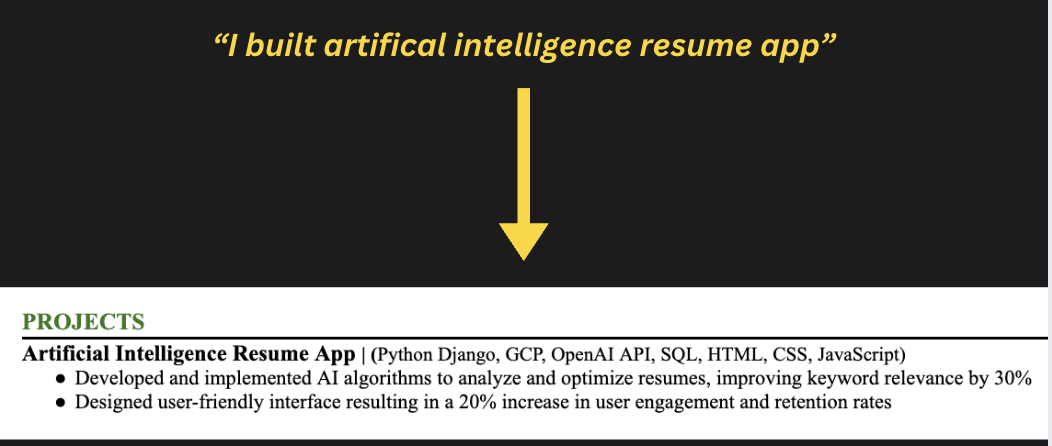 “I built artifical intelligence resume app”
PROJECTS
Artificial Intelligence Resume App | (Python Django, GCP, OpenAI API, SQL, HTML, CSS, JavaScript)
● Developed and implemented AI algorithms to analyze and optimize resumes, improving keyword relevance by 30%
● Designed user-friendly interface resulting in a 20% increase in user engagement and retention rates